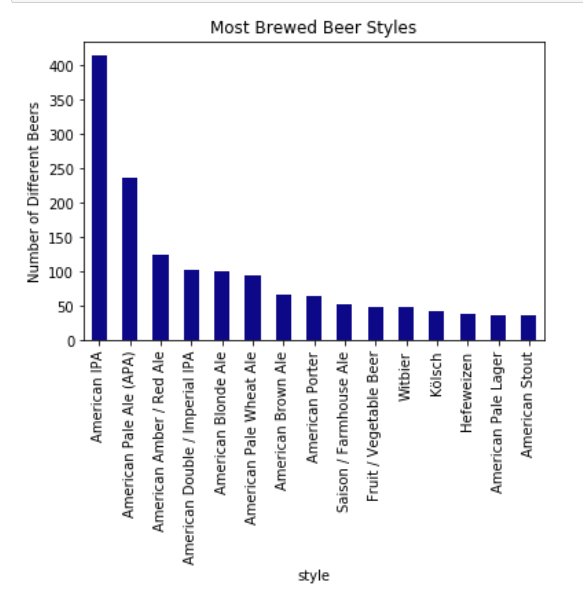 Most Brewed Beer Styles
Number of Different Beers
400
350
300
250
200
150
100
50
0
American IPA
American Pale Ale (APA)
American Amber / Red Ale
American Double / Imperial IPA
American Blonde Ale
American Pale Wheat Ale
American Brown Ale
American Porter
Saison / Farmhouse Ale
Fruit / Vegetable Beer
Witbier
Kölsch
Hefeweizen
American Pale Lager
American Stout
style